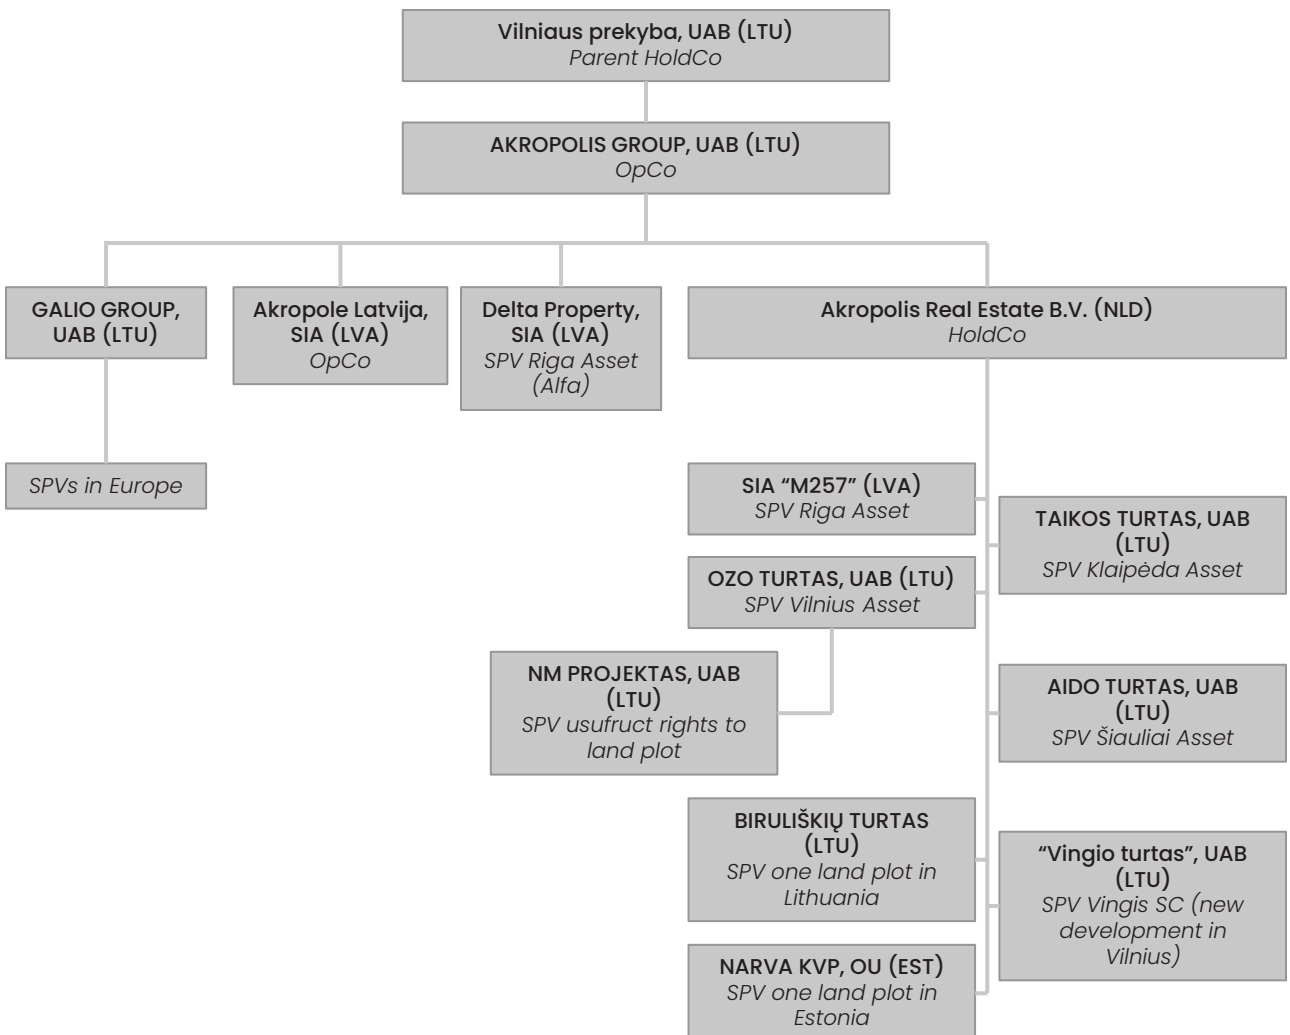 Vilniaus prekyba, UAB (LTU)
Parent HoldCo
AKROPOLIS GROUP, UAB (LTU)
OpCo
GALIO GROUP,
UAB (LTU)
Akropole Latvija,
SIA (LVA)
OpCo
Delta Property,
SIA (LVA)
SPV Riga Asset
(Alfa)
Akropolis Real Estate B.V. (NLD)
HoldCo
SPVs in Europe
SIA “M257” (LVA)
SPV Riga Asset
TAIKOS TURTAS, UAB
(LTU)
SPV Klaipėda Asset
OZO TURTAS, UAB (LTU)
SPV Vilnius Asset
NM PROJEKTAS, UAB
(LTU)
SPV usufruct rights to
land plot
AIDO TURTAS, UAB
(LTU)
SPV Šiauliai Asset
BIRULIŠKIŲ TURTAS
(LTU)
SPV one land plot in
Lithuania
“Vingio turtas”, UAB
(LTU)
SPV Vingis SC (new
development in
Vilnius)
NARVA KVP, OU (EST)
SPV one land plot in
Estonia